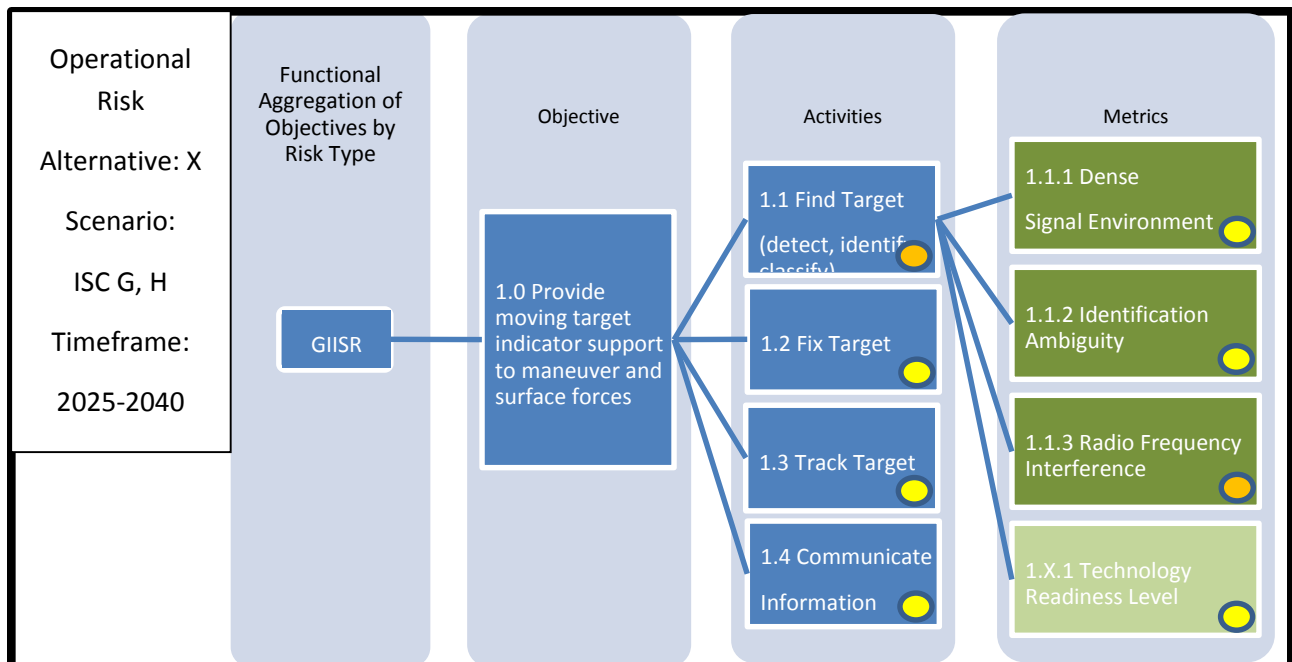 Operational
Risk
Alternative: X
Scenario:
ISC G, H
Timeframe:
2025-2040
Functional
Aggregation of
Objectives by
Risk Type
GIISR
Objective
1.0 Provide
moving target
indicator support
to maneuver and
surface forces
Activities
1.1 Find Target
(detect, identify
classify)
1.2 Fix Target
1.3 Track Target
1.4 Communicate
Information
Metrics
1.1.1 Dense
Signal Environment
1.1.2 Identification
Ambiguity
1.1.3 Radio Frequency
Interference
1.X.1 Technology
Readiness Level